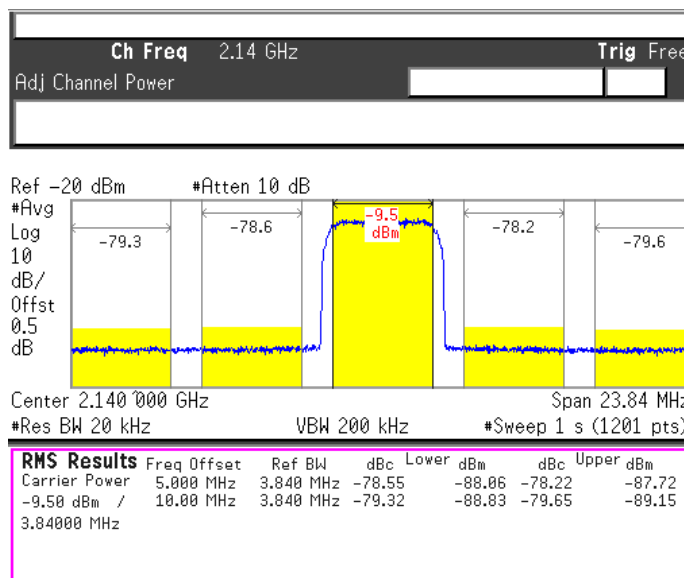 Ch Freq 2.14 GHz Trig Free
Adj Channel Power
Ref -20 dBm #Atten 10 dB
#Avg
Log
10
dB/
Offst
0.5
dB
-79.3 -78.6 -9.5 dBm -78.2 -79.6
Center 2.140 000 GHz Span 23.84 MHz
#Res BW 20 kHz VBW 200 kHz #Sweep 1 s (1201 pts)
RMS Results Freq Offset Ref BW dBc Lower dBm dBc Upper dBm
Carrier Power 5.000 MHz 3.840 MHz -78.55 -88.06 -78.22 -87.72
-9.50 dBm / 10.00 MHz 3.840 MHz -79.32 -88.83 -79.65 -89.15
3.84000 MHz